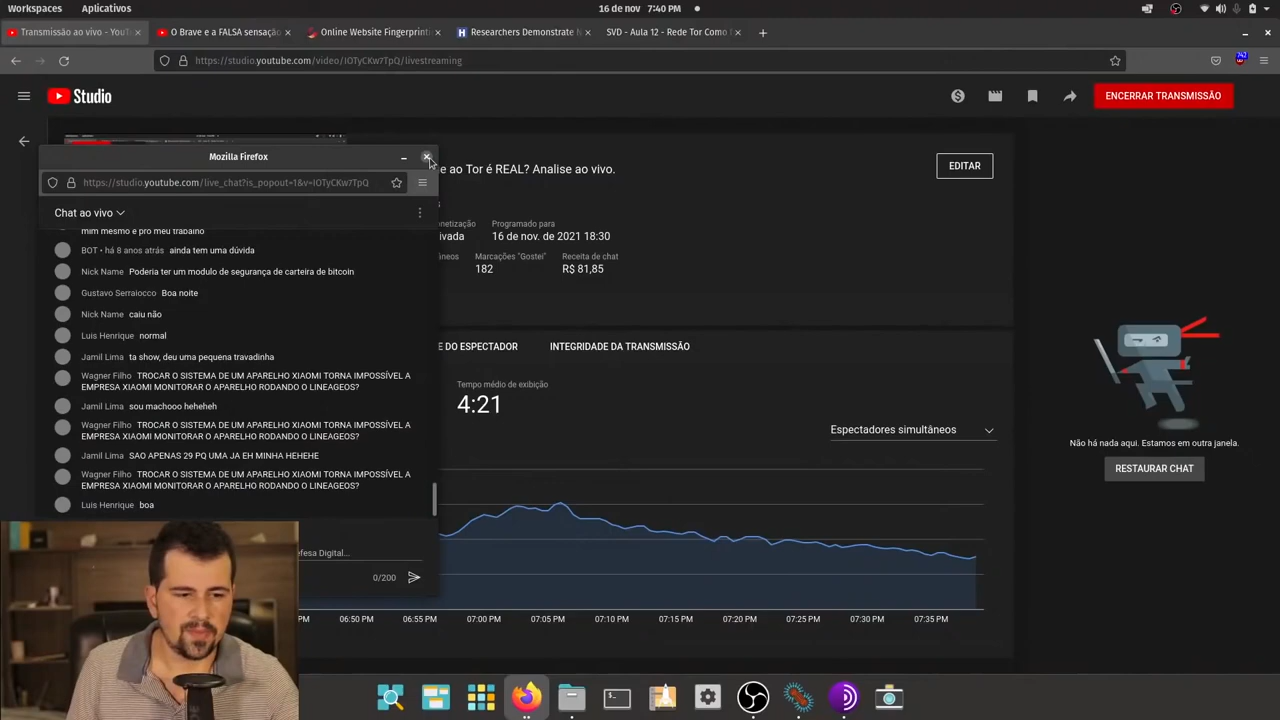 Workspaces Aplicativos 16 de nov 7:40 PM
Transmissão ao vivo - YouTu O Brave e a FALSA sensação Online Website Fingerprinti Researchers Demonstrate N SVD - Aula 12 - Rede Tor Como
https://studio.youtube.com/video/IOTyCKw7TpQ/livestreaming
Studio
ENCERRAR TRANSMISSÃO
Mozilla Firefox
https://studio.youtube.com/live_chat?is_popout=1&v=IOTyCKw7TpQ
Chat ao vivo
mim mesmo e pro meu trabalho
BOT • há 8 anos atrás ainda tem uma dúvida
Nick Name Poderia ter um modulo de segurança de carteira de bitcoin
Gustavo Serraiocco Boa noite
Nick Name caiu não
Luis Henrique normal
Jamil Lima ta show, deu uma pequena travadinha
Wagner Filho TROCAR O SISTEMA DE UM APARELHO XIAOMI TORNA IMPOSSÍVEL A
EMPRESA XIAOMI MONITORAR O APARELHO RODANDO O LINEAGEOS?
Jamil Lima sou machooo heheheh
Wagner Filho TROCAR O SISTEMA DE UM APARELHO XIAOMI TORNA IMPOSSÍVEL A
EMPRESA XIAOMI MONITORAR O APARELHO RODANDO O LINEAGEOS?
Jamil Lima SAO APENAS 29 PQ UMA JA EH MINHA HEHEHE
Wagner Filho TROCAR O SISTEMA DE UM APARELHO XIAOMI TORNA IMPOSSÍVEL A
EMPRESA XIAOMI MONITORAR O APARELHO RODANDO O LINEAGEOS?
Luis Henrique boa
efesa Digital...
0/200
e ao Tor é REAL? Analise ao vivo.
EDITAR
netização Programado para
vada 16 de nov. de 2021 18:30
neos Marcações "Gostei" Receita de chat
182 R$ 81,85
E DO ESPECTADOR INTEGRIDADE DA TRANSMISSÃO
Tempo médio de exibição
4:21
Espectadores simultâneos
PM 06:50 PM 06:55 PM 07:00 PM 07:05 PM 07:10 PM 07:15 PM 07:20 PM 07:25 PM 07:30 PM 07:35 PM
Não há nada aqui. Estamos em outra janela.
RESTAURAR CHAT